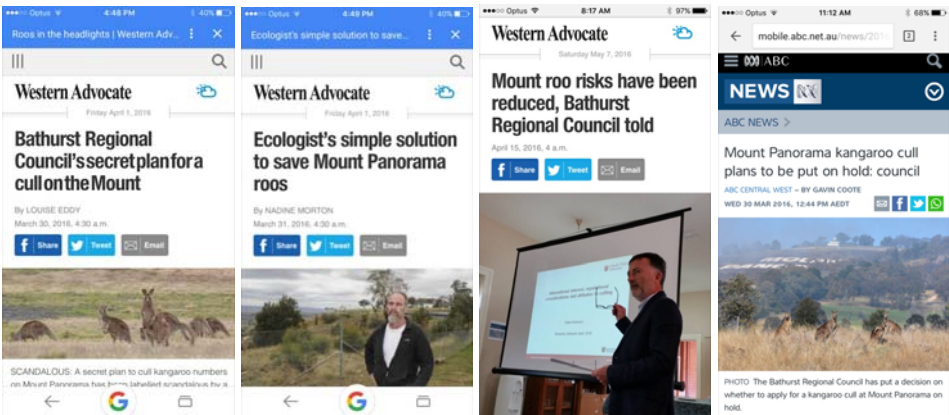 Optus 4:48 PM 40%
Roos in the headlights | Western Adv...
Western Advocate
Friday April 1, 2016
Bathurst Regional
Council's secret plan for a
cull on the Mount
By LOUISE EDDY
March 30, 2016, 4:30 a.m.
Share Tweet Email
SCANDALOUS: A secret plan to cull kangaroo numbers
on Mount Panorama has been labelled scandalous by a
Optus 4:49 PM 40%
Ecologist's simple solution to save...
Western Advocate
Friday April 1, 2016
Ecologist's simple solution
to save Mount Panorama
roos
By NADINE MORTON
March 31, 2016, 4:30 a.m.
Share Tweet Email
Optus 8:17 AM 97%
Western Advocate
Saturday May 7, 2016
Mount roo risks have been
reduced, Bathurst
Regional Council told
April 15, 2016, 4 a.m.
Share Tweet Email
Optus 11:12 AM 68%
mobile.abc.net.au/news/201
2
ABC
NEWS
ABC NEWS >
Mount Panorama kangaroo cull
plans to be put on hold: council
ABC CENTRAL WEST – BY GAVIN COOTE
WED 30 MAR 2016, 12:44 PM AEDT
PHOTO The Bathurst Regional Council has put a decision on
whether to apply for a kangaroo cull at Mount Panorama on
hold.